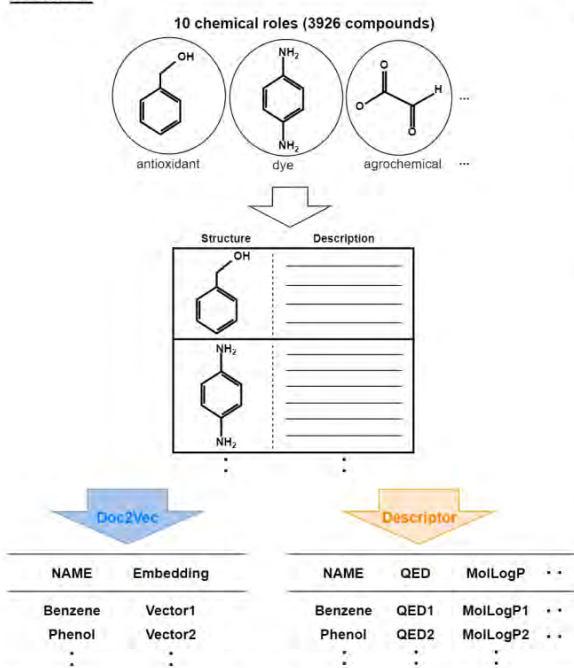 10 chemical roles (3926 compounds)
OH
NH₂
NH₂
O
H
O
O
...
antioxidant dye agrochemical ...
Structure Description
OH
NH₂
NH₂
Doc2Vec Descriptor
NAME Embedding NAME QED MolLogP ..
Benzene Vector1 Benzene QED1 MolLogP1 ..
Phenol Vector2 Phenol QED2 MolLogP2 ..